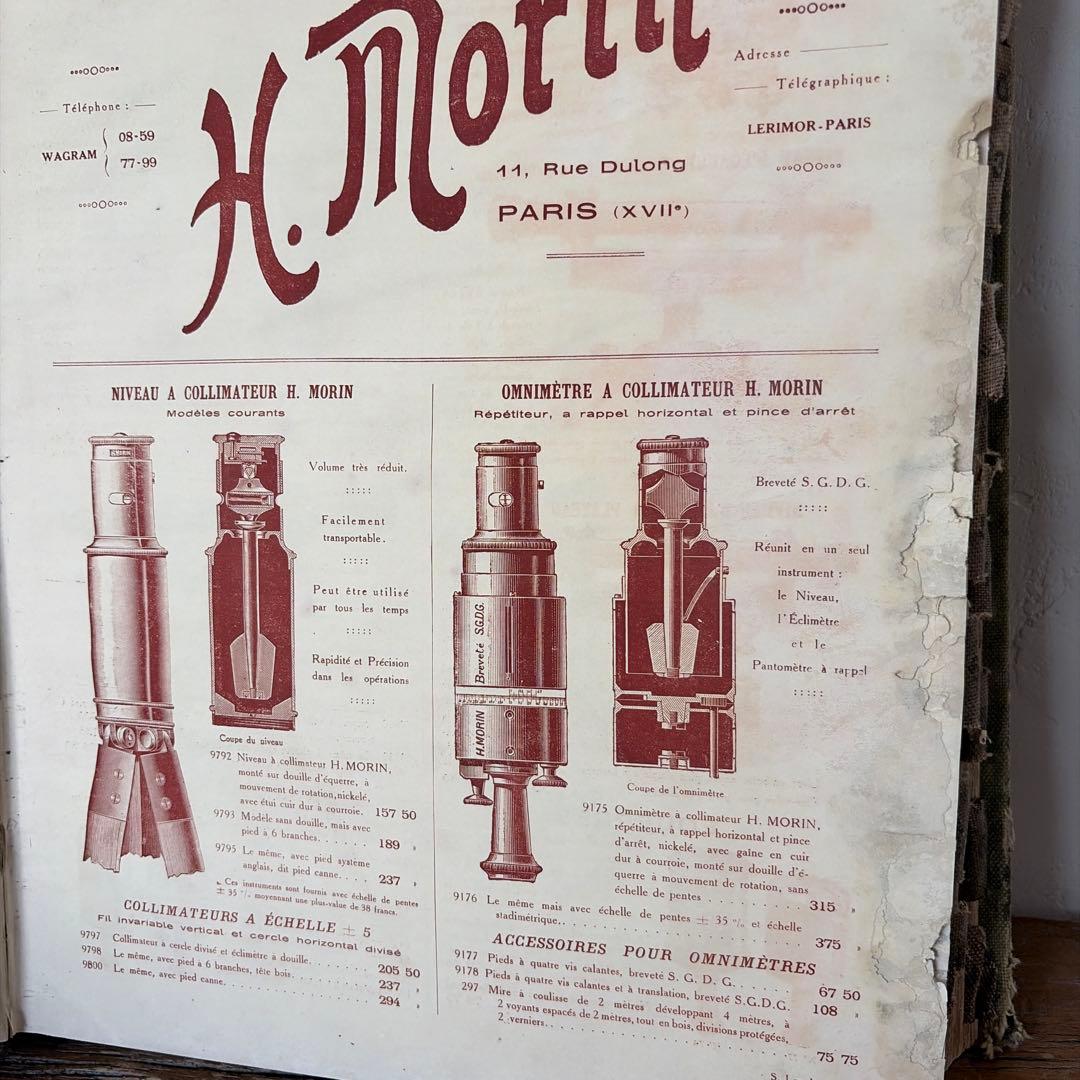 H. Morin
Téléphone :
WAGRAM { 08-59
77-99
11, Rue Dulong
PARIS (XVIIe)
Adresse
Télégraphique :
LERIMOR-PARIS
NIVEAU A COLLIMATEUR H. MORIN
Modèles courants
Volume très réduit.
Facilement
transportable.
Peut être utilisé
par tous les temps
Rapidité et Précision
dans les opérations
Coupe du niveau
9792 Niveau à collimateur H. MORIN,
monté sur douille d'équerre, à
mouvement de rotation, nickelé,
avec étui cuir dur à courroie. 157 50
9793 Modèle sans douille, mais avec
pied à 6 branches...... 189 »
9795 Le même, avec pied système
anglais, dit pied canne.... 237 »
Ces instruments sont fournis avec échelle de pentes
± 35 °/. moyennant une plus-value de 38 francs.
COLLIMATEURS A ÉCHELLE ± 5
Fil invariable vertical et cercle horizontal divisé
9797 Collimateur à cercle divisé et éclimètre à douille........ 205 50
9798 Le même, avec pied à 6 branches, tête bois........ 237 »
9800 Le même, avec pied canne........ 294 »
OMNIMÈTRE A COLLIMATEUR H. MORIN
Répétiteur, a rappel horizontal et pince d'arrêt
Breveté S.G.D.G.
H.MORIN
Breveté S. G. D. G.
Réunit en un seul
instrument :
le Niveau,
l'Éclimètre
et le
Pantomètre à rappel
Coupe de l'omnimètre
9175 Omnimètre à collimateur H. MORIN,
répétiteur, à rappel horizontal et pince
d'arrêt, nickelé, avec gaîne en cuir
dur à courroie, monté sur douille d'é-
querre à mouvement de rotation, sans
échelle de pentes ........ 315 »
9176 Le même mais avec échelle de pentes ± 35 °/. et échelle
stadimétrique........ 375 »
ACCESSOIRES POUR OMNIMÈTRES
9177 Pieds à quatre vis calantes, breveté S. G. D. G...... 67 50
9178 Pieds à quatre vis calantes et à translation, breveté S.G.D.G. 108 »
297 Mire à coulisse de 2 mètres développant 4 mètres, à
2 voyants espacés de 2 mètres, tout en bois, divisions protégées,
2 verniers........ 75 75